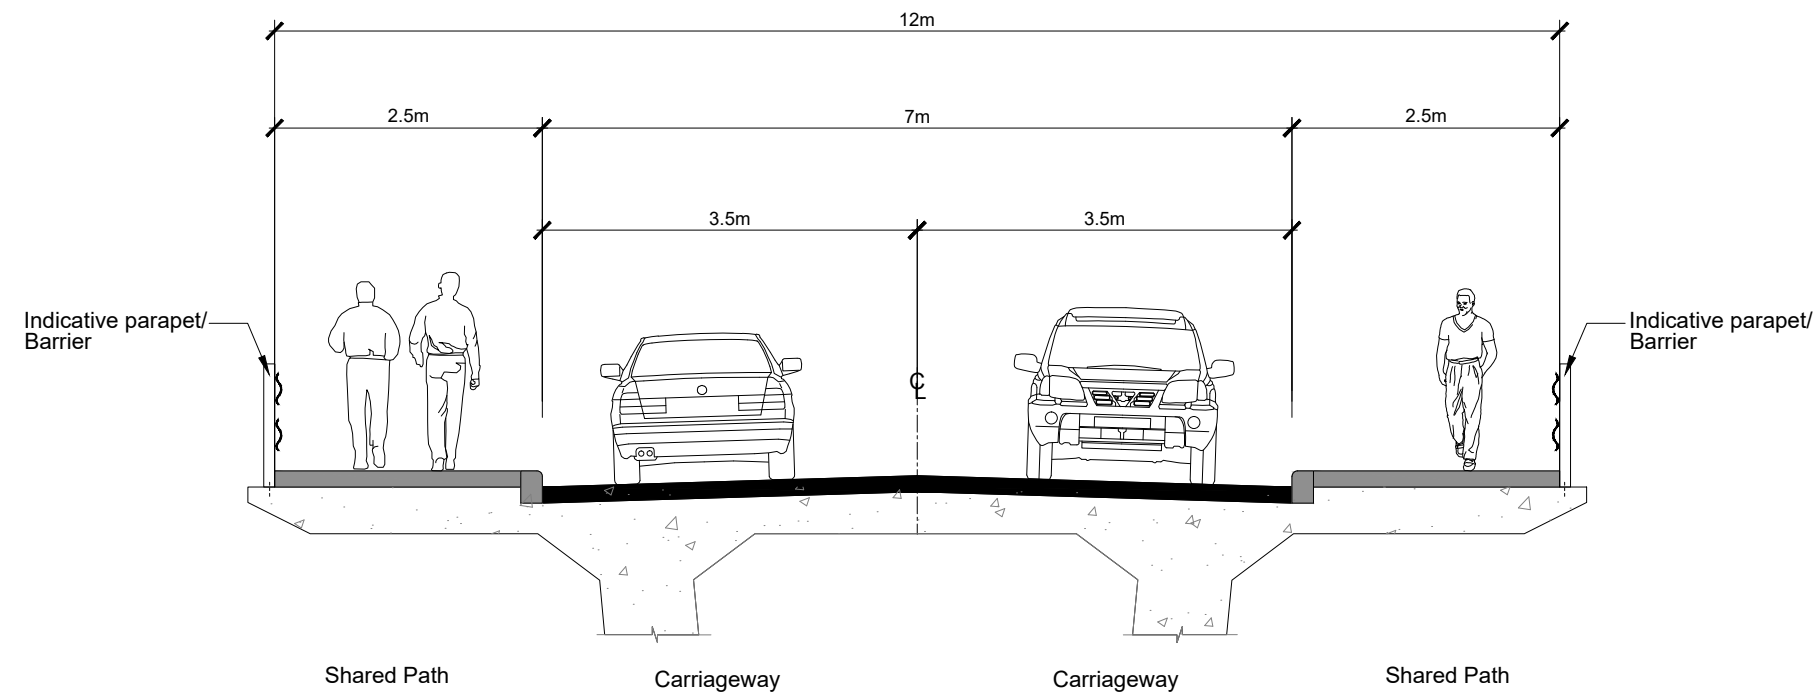 12m
2.5m
7m
2.5m
3.5m
3.5m
Indicative parapet/
Barrier
Indicative parapet/
Barrier
CL
Shared Path
Carriageway
Carriageway
Shared Path